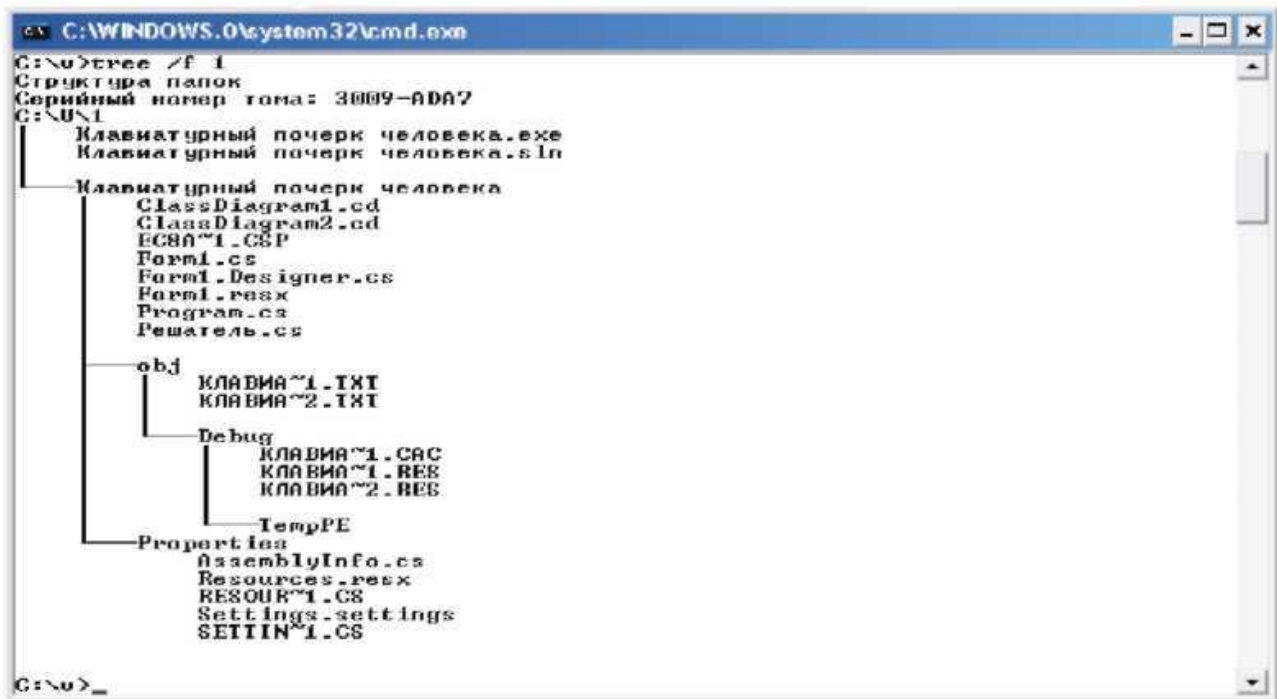 C:\WINDOWS.0\system32\cmd.exe
C:\u>tree /f 1
Структура папок
Серийный номер тома: 3009-ADA7
C:\U\1
Клавиатурный почерк человека.exe
Клавиатурный почерк человека.sln
Клавиатурный почерк человека
ClassDiagram1.cd
ClassDiagram2.cd
EC8A~1.CSP
Form1.cs
Form1.Designer.cs
Form1.resx
Program.cs
Решатель.cs
obj
КЛАВИА~1.TXT
КЛАВИА~2.TXT
Debug
КЛАВИА~1.CAC
КЛАВИА~1.RES
КЛАВИА~2.RES
TempPE
Properties
AssemblyInfo.cs
Resources.resx
RESOUR~1.CS
Settings.settings
SETTIN~1.CS
C:\u>_